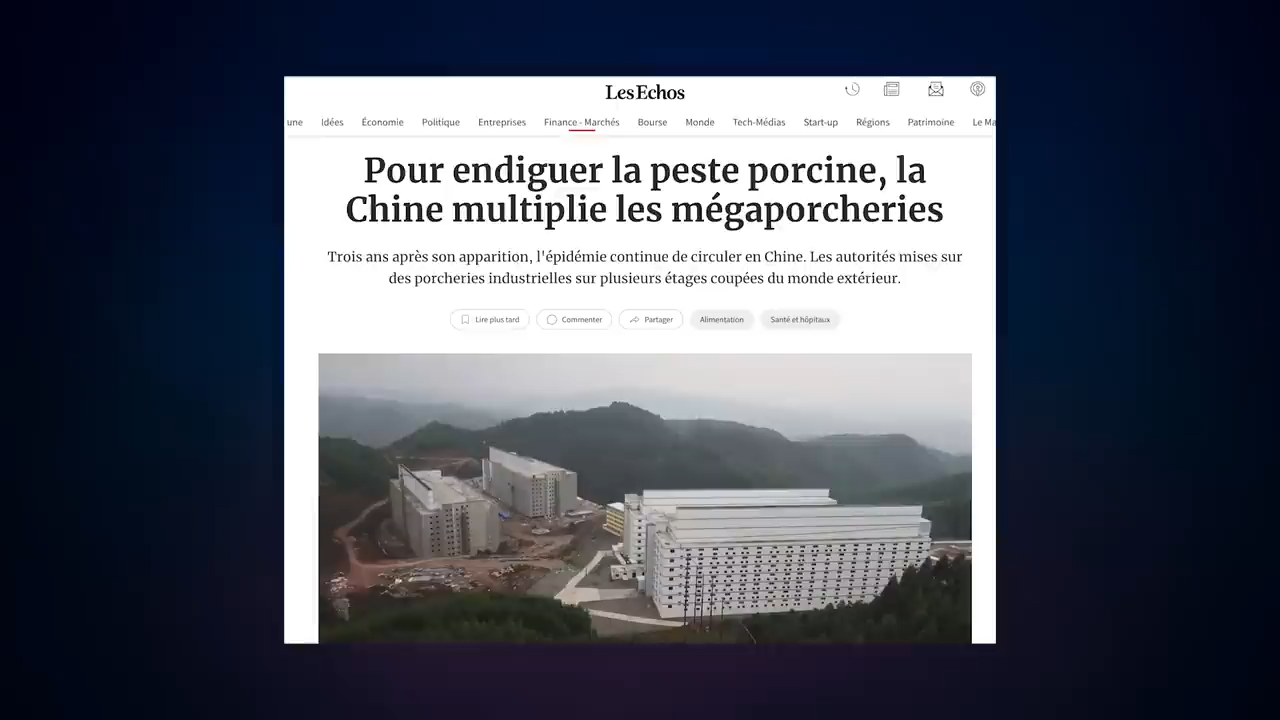 Les Echos
une Idées Économie Politique Entreprises Finance - Marchés Bourse Monde Tech-Médias Start-up Régions Patrimoine Le Ma
Pour endiguer la peste porcine, la
Chine multiplie les mégaporcheries
Trois ans après son apparition, l'épidémie continue de circuler en Chine. Les autorités mises sur
des porcheries industrielles sur plusieurs étages coupées du monde extérieur.
Lire plus tard Commenter Partager Alimentation Santé et hôpitaux